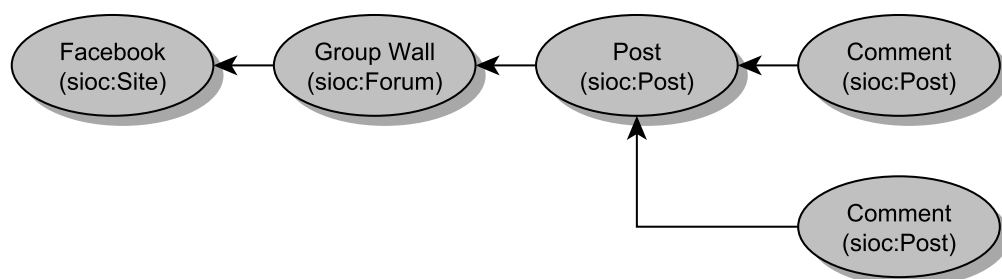 Facebook
(sioc:Site)
Group Wall
(sioc:Forum)
Post
(sioc:Post)
Comment
(sioc:Post)
Comment
(sioc:Post)